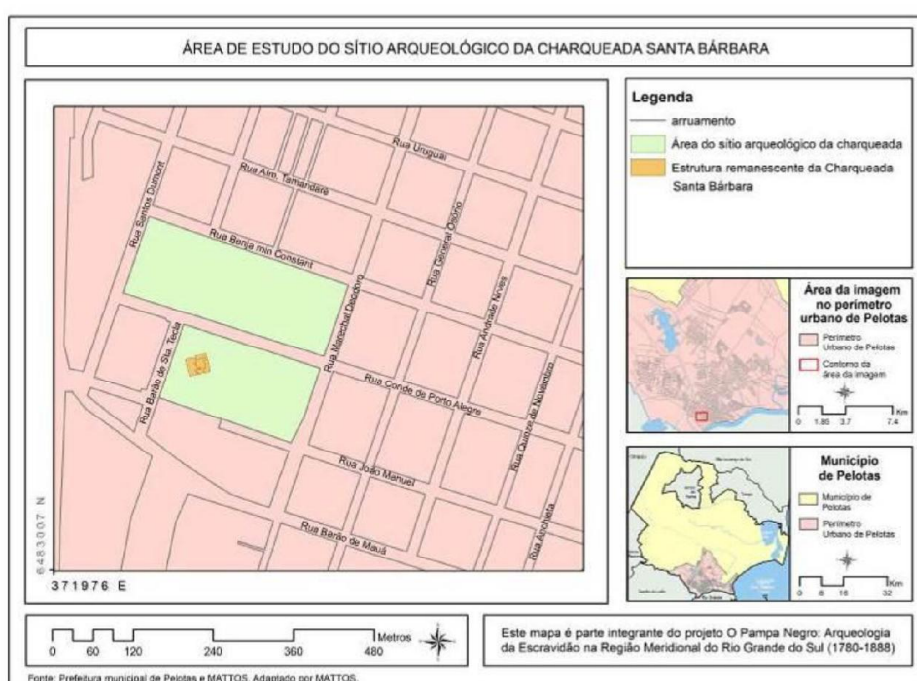 ÁREA DE ESTUDO DO SÍTIO ARQUEOLÓGICO DA CHARQUEADA SANTA BÁRBARA
Rua Uruguai
Rua Alm. Tamandaré
Rua Santos Dumont
Rua Benja min Constant
Rua General Osório
Rua Marechal Deodoro
Rua Andrade Neves
Rua Barão de Sta. Tecla
Rua Conde de Porto Alegre
Rua Quinze de Novembro
Rua João Manuel
Rua Barão de Mauá
Rua Anchieta
6483007 N
371976 E
Legenda
arruamento
Área do sítio arqueológico da charqueada
Estrutura remanescente da Charqueada
Santa Bárbara
Área da imagem
no perímetro
urbano de Pelotas
Perímetro
Urbano de Pelotas
Contorno da
área da imagem
Km
0 1.85 3.7 7.4
Município
de Pelotas
Município de
Pelotas
Perímetro
Urbano de Pelotas
Km
0 8 16 32
Metros
0 60 120 240 360 480
Este mapa é parte integrante do projeto O Pampa Negro: Arqueologia
da Escravidão na Região Meridional do Rio Grande do Sul (1780-1888)
Fonte: Prefeitura municipal de Pelotas e MATTOS. Adaptado por MATTOS.